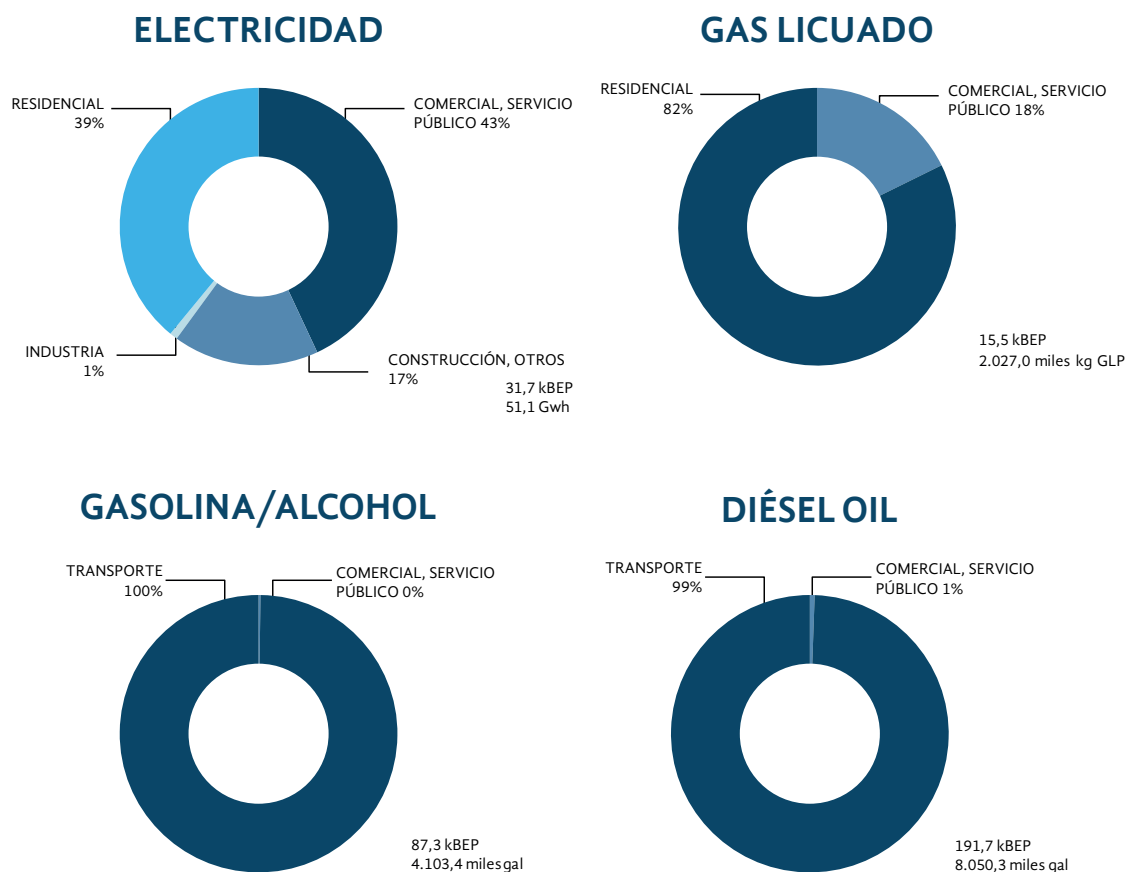 ELECTRICIDAD
RESIDENCIAL
39%
COMERCIAL, SERVICIO
PÚBLICO 43%
INDUSTRIA
1%
CONSTRUCCIÓN, OTROS
17%
31,7 kBEP
51,1 Gwh
GAS LICUADO
RESIDENCIAL
82%
COMERCIAL, SERVICIO
PÚBLICO 18%
15,5 kBEP
2.027,0 miles kg GLP
GASOLINA/ALCOHOL
TRANSPORTE
100%
COMERCIAL, SERVICIO
PÚBLICO 0%
87,3 kBEP
4.103,4 miles gal
DIÉSEL OIL
TRANSPORTE
99%
COMERCIAL, SERVICIO
PÚBLICO 1%
191,7 kBEP
8.050,3 miles gal